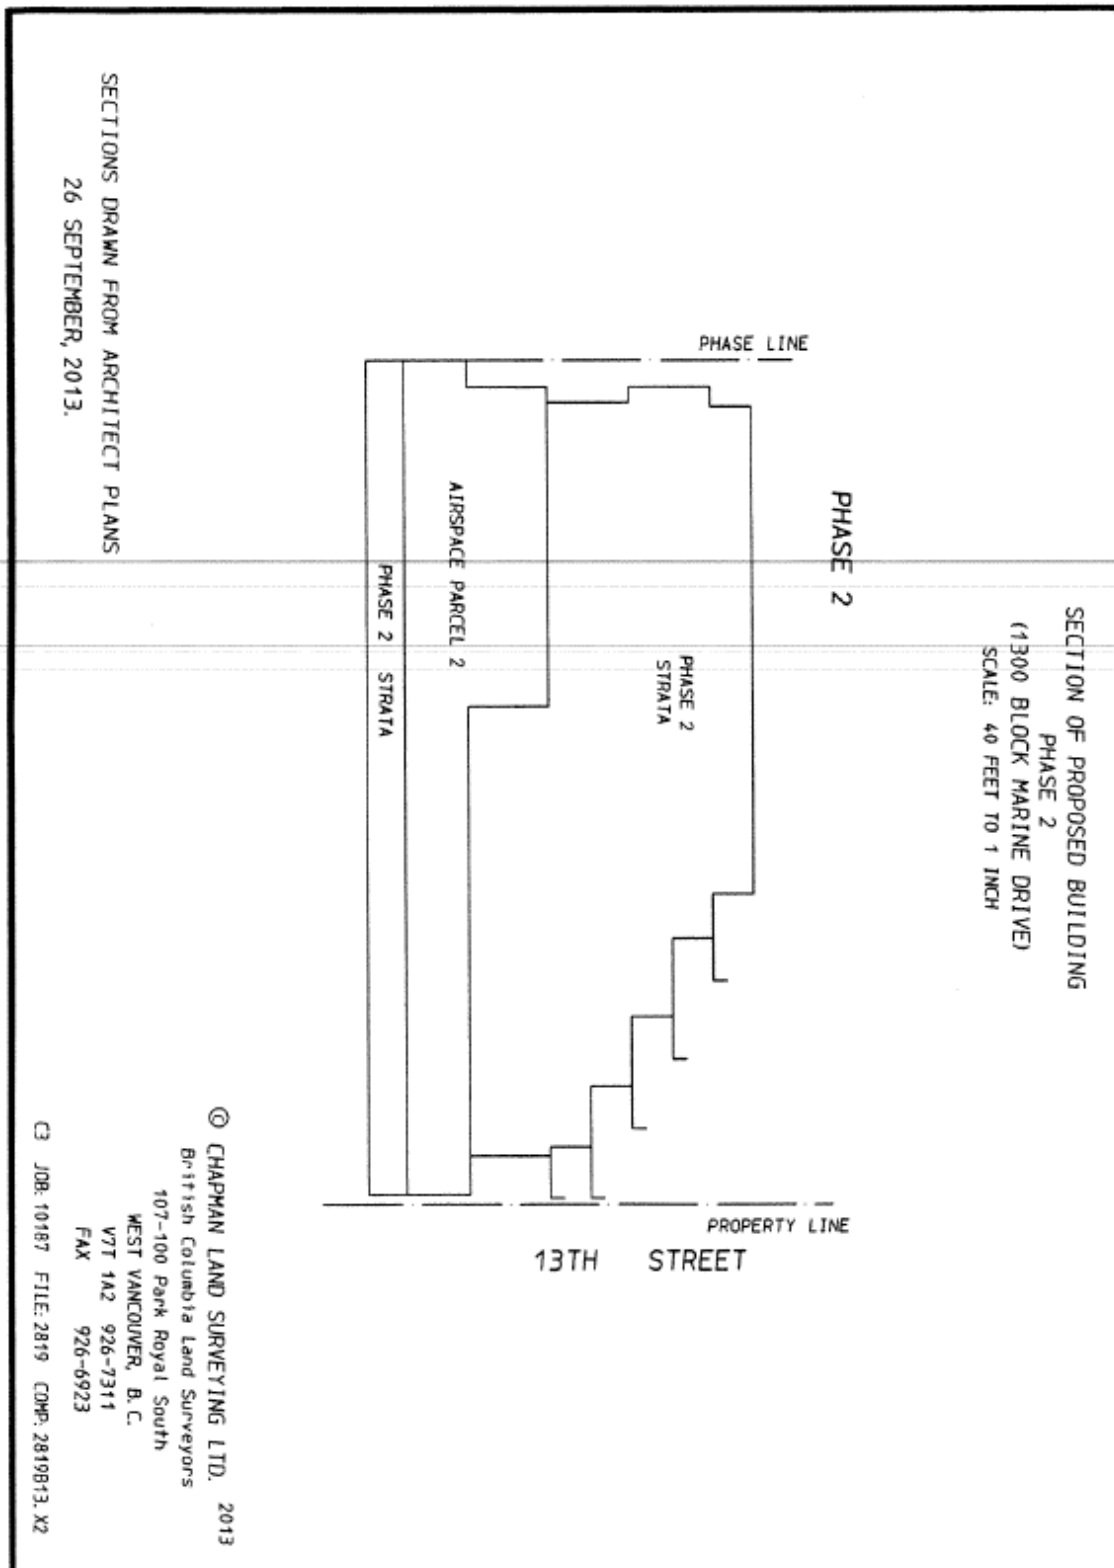 SECTION OF PROPOSED BUILDING
PHASE 2
(1300 BLOCK MARINE DRIVE)
SCALE: 40 FEET TO 1 INCH
PHASE 2
PHASE LINE
PHASE 2
STRATA
AIRSPACE PARCEL 2
PHASE 2 STRATA
PROPERTY LINE
13TH STREET
SECTIONS DRAWN FROM ARCHITECT PLANS
26 SEPTEMBER, 2013.
© CHAPMAN LAND SURVEYING LTD. 2013
British Columbia Land Surveyors
107-100 Park Royal South
WEST VANCOUVER, B.C.
V7T 1A2 926-7311
FAX 926-6923
C3 JOB: 10187 FILE: 2819 COMP: 2819B13.X2